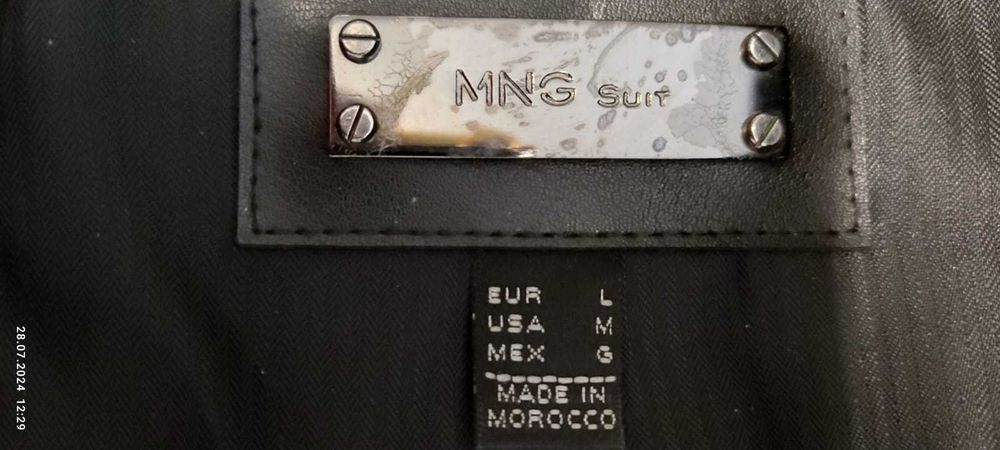 MNG SUIT
EUR L
USA M
MEX G
MADE IN
MOROCCO
28.07.2024 12:29